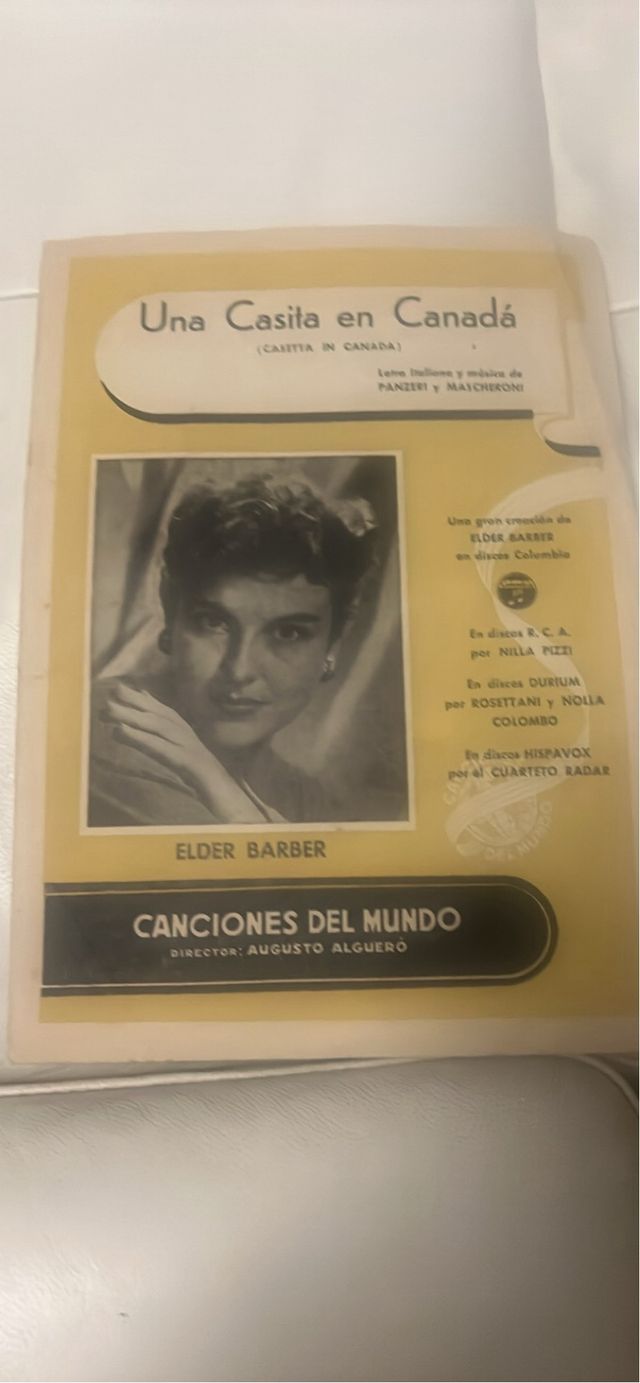 Una Casita en Canadá
(CASETTA IN CANADA)
Letra Italiana y música de
PANZERI y MASCHERONI
Una gran creación de
ELDER BARBER
en discos Columbia
En discos R. C. A.
por NILLA PIZZI
En discos DURIUM
por ROSETTANI y NOLLA
COLOMBO
En discos HISPAVOX
por el CUARTETO RADAR
DEL MUNDO
ELDER BARBER
CANCIONES DEL MUNDO
DIRECTOR: AUGUSTO ALGUERÓ